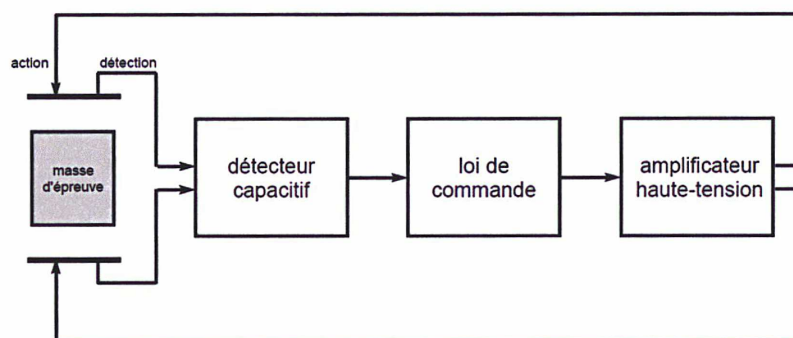 action
détection
masse
d'épreuve
détecteur
capacitif
loi de
commande
amplificateur
haute-tension